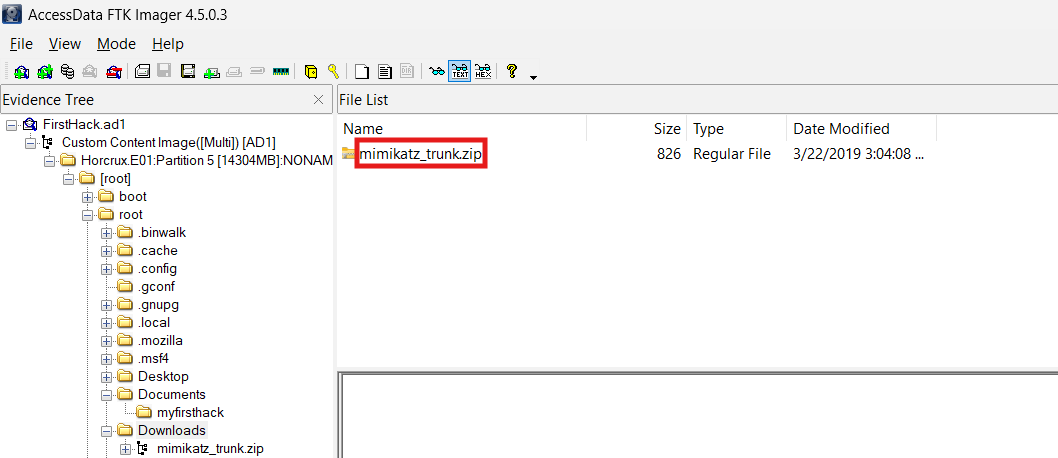 AccessData FTK Imager 4.5.0.3
File View Mode Help
Evidence Tree
File List
FirstHack.ad1
Custom Content Image([Multi]) [AD1]
Horcrux.E01:Partition 5 [14304MB]:NONAM
[root]
boot
root
.binwalk
.cache
.config
.gconf
.gnupg
.local
.mozilla
.msf4
Desktop
Documents
myfirsthack
Downloads
mimikatz_trunk.zip
Name Size Type Date Modified
mimikatz_trunk.zip 826 Regular File 3/22/2019 3:04:08 ...
TEXT
HEX